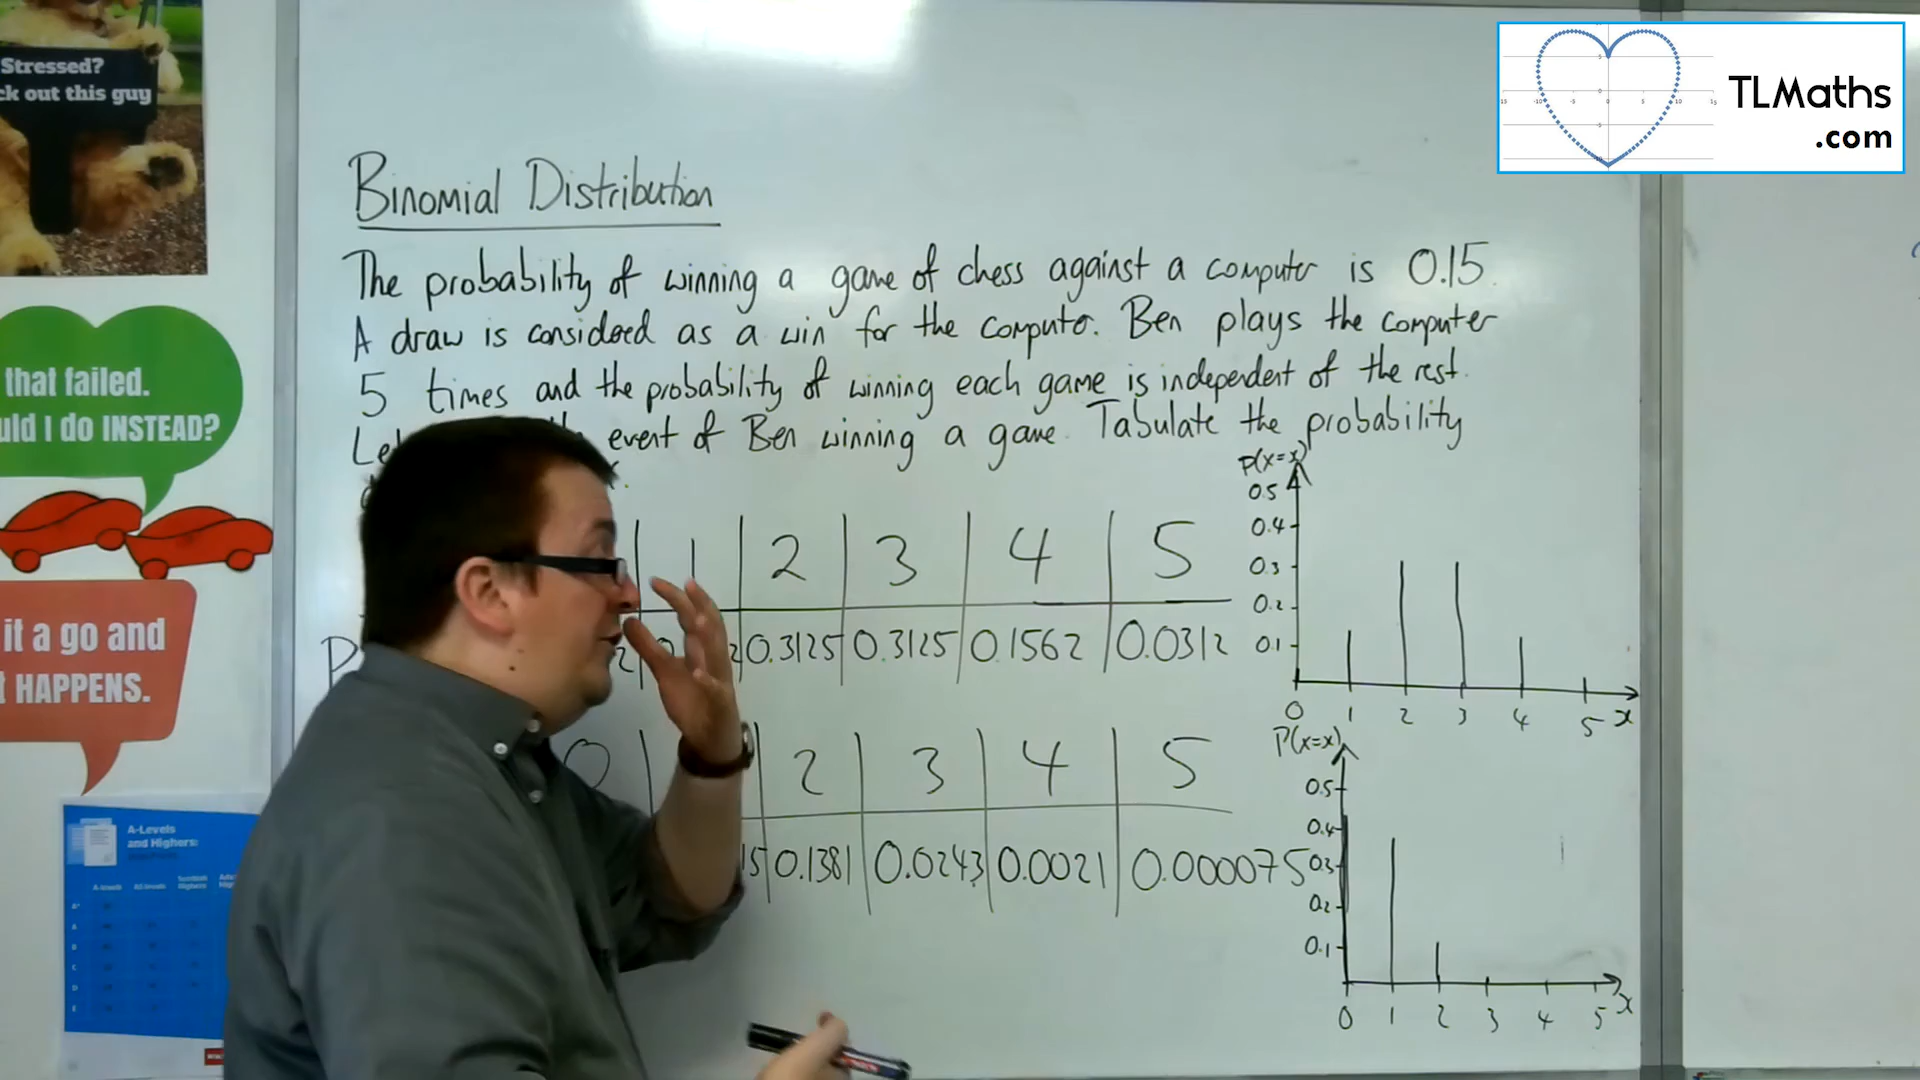 Stressed?
ck out this guy
TLMaths
.com
Binomial Distribution
The probability of winning a game of chess against a computer is 0.15.
A draw is considered as a win for the computer. Ben plays the computer
5 times and the probability of winning each game is independent of the rest.
Le event of Ben winning a game. Tabulate the probability
that failed.
uld I do INSTEAD?
it a go and
t HAPPENS.
1 2 3 4 5
P 2 0.3125 0.3125 0.1562 0.0312
0 2 3 4 5
15 0.1381 0.0243 0.0021 0.000075
P(X=x)
0.5
0.4
0.3
0.2
0.1
0 1 2 3 4 5 x
P(X=x)
0.5
0.4
0.3
0.2
0.1
0 1 2 3 4 5 x
A-Levels
and Highers: